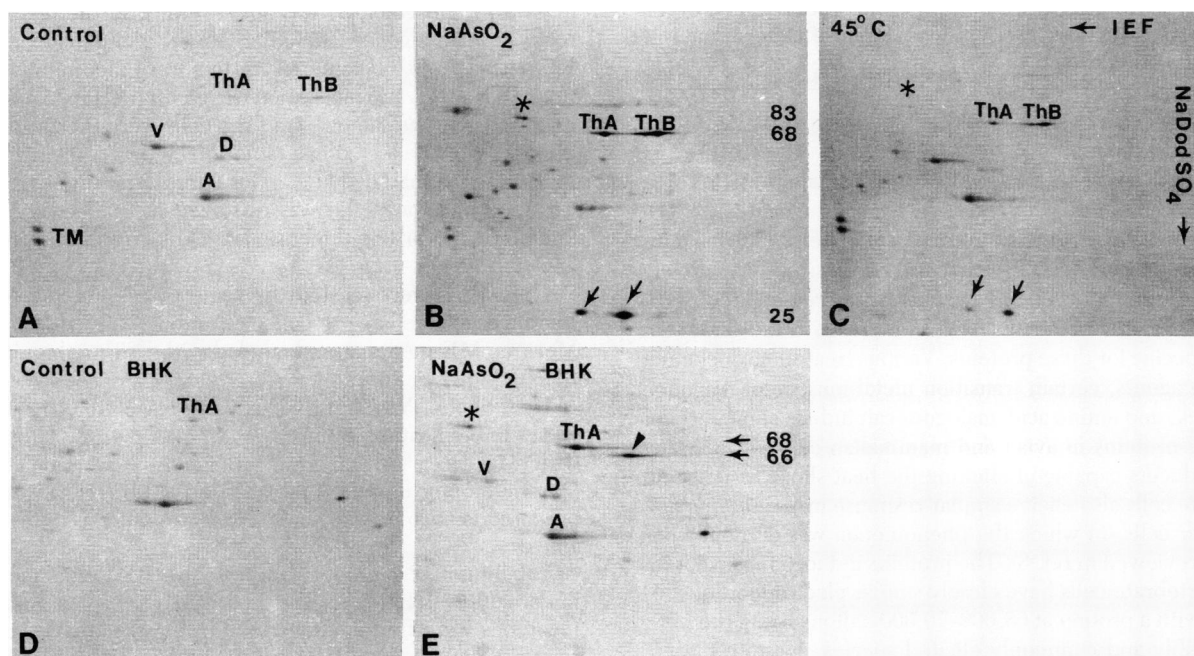 Control
ThA
ThB
V
D
A
TM
A
NaAsO2
*
ThA
ThB
83
68
25
B
45°C
← IEF
*
ThA
ThB
NaDodSO4 →
C
Control BHK
ThA
D
NaAsO2 BHK
*
ThA
V
D
A
← 68
← 66
E